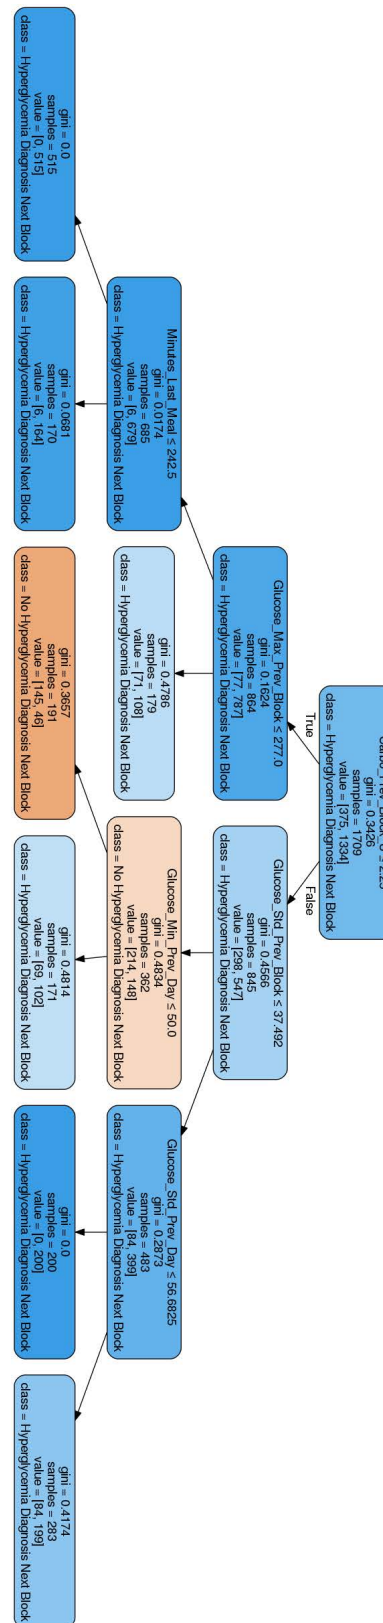 gini = 0.3426
samples = 1709
value = [375, 1334]
class = Hyperglycemia Diagnosis Next Block
True
False
Glucose_Max_Prev_Block ≤ 277.0
gini = 0.1624
samples = 864
value = [77, 787]
class = Hyperglycemia Diagnosis Next Block
Glucose_Std_Prev_Block ≤ 37.492
gini = 0.4566
samples = 845
value = [298, 547]
class = Hyperglycemia Diagnosis Next Block
Minutes_Last_Meal ≤ 242.5
gini = 0.0174
samples = 685
value = [6, 679]
class = Hyperglycemia Diagnosis Next Block
gini = 0.4786
samples = 179
value = [71, 108]
class = Hyperglycemia Diagnosis Next Block
Glucose_Min_Prev_Day ≤ 50.0
gini = 0.4834
samples = 362
value = [214, 148]
class = No Hyperglycemia Diagnosis Next Block
Glucose_Std_Prev_Day ≤ 56.6825
gini = 0.2873
samples = 483
value = [84, 399]
class = Hyperglycemia Diagnosis Next Block
gini = 0.0
samples = 515
value = [0, 515]
class = Hyperglycemia Diagnosis Next Block
gini = 0.0681
samples = 170
value = [6, 164]
class = Hyperglycemia Diagnosis Next Block
gini = 0.3657
samples = 191
value = [145, 46]
class = No Hyperglycemia Diagnosis Next Block
gini = 0.4814
samples = 171
value = [69, 102]
class = Hyperglycemia Diagnosis Next Block
gini = 0.0
samples = 200
value = [0, 200]
class = Hyperglycemia Diagnosis Next Block
gini = 0.4174
samples = 283
value = [84, 199]
class = Hyperglycemia Diagnosis Next Block